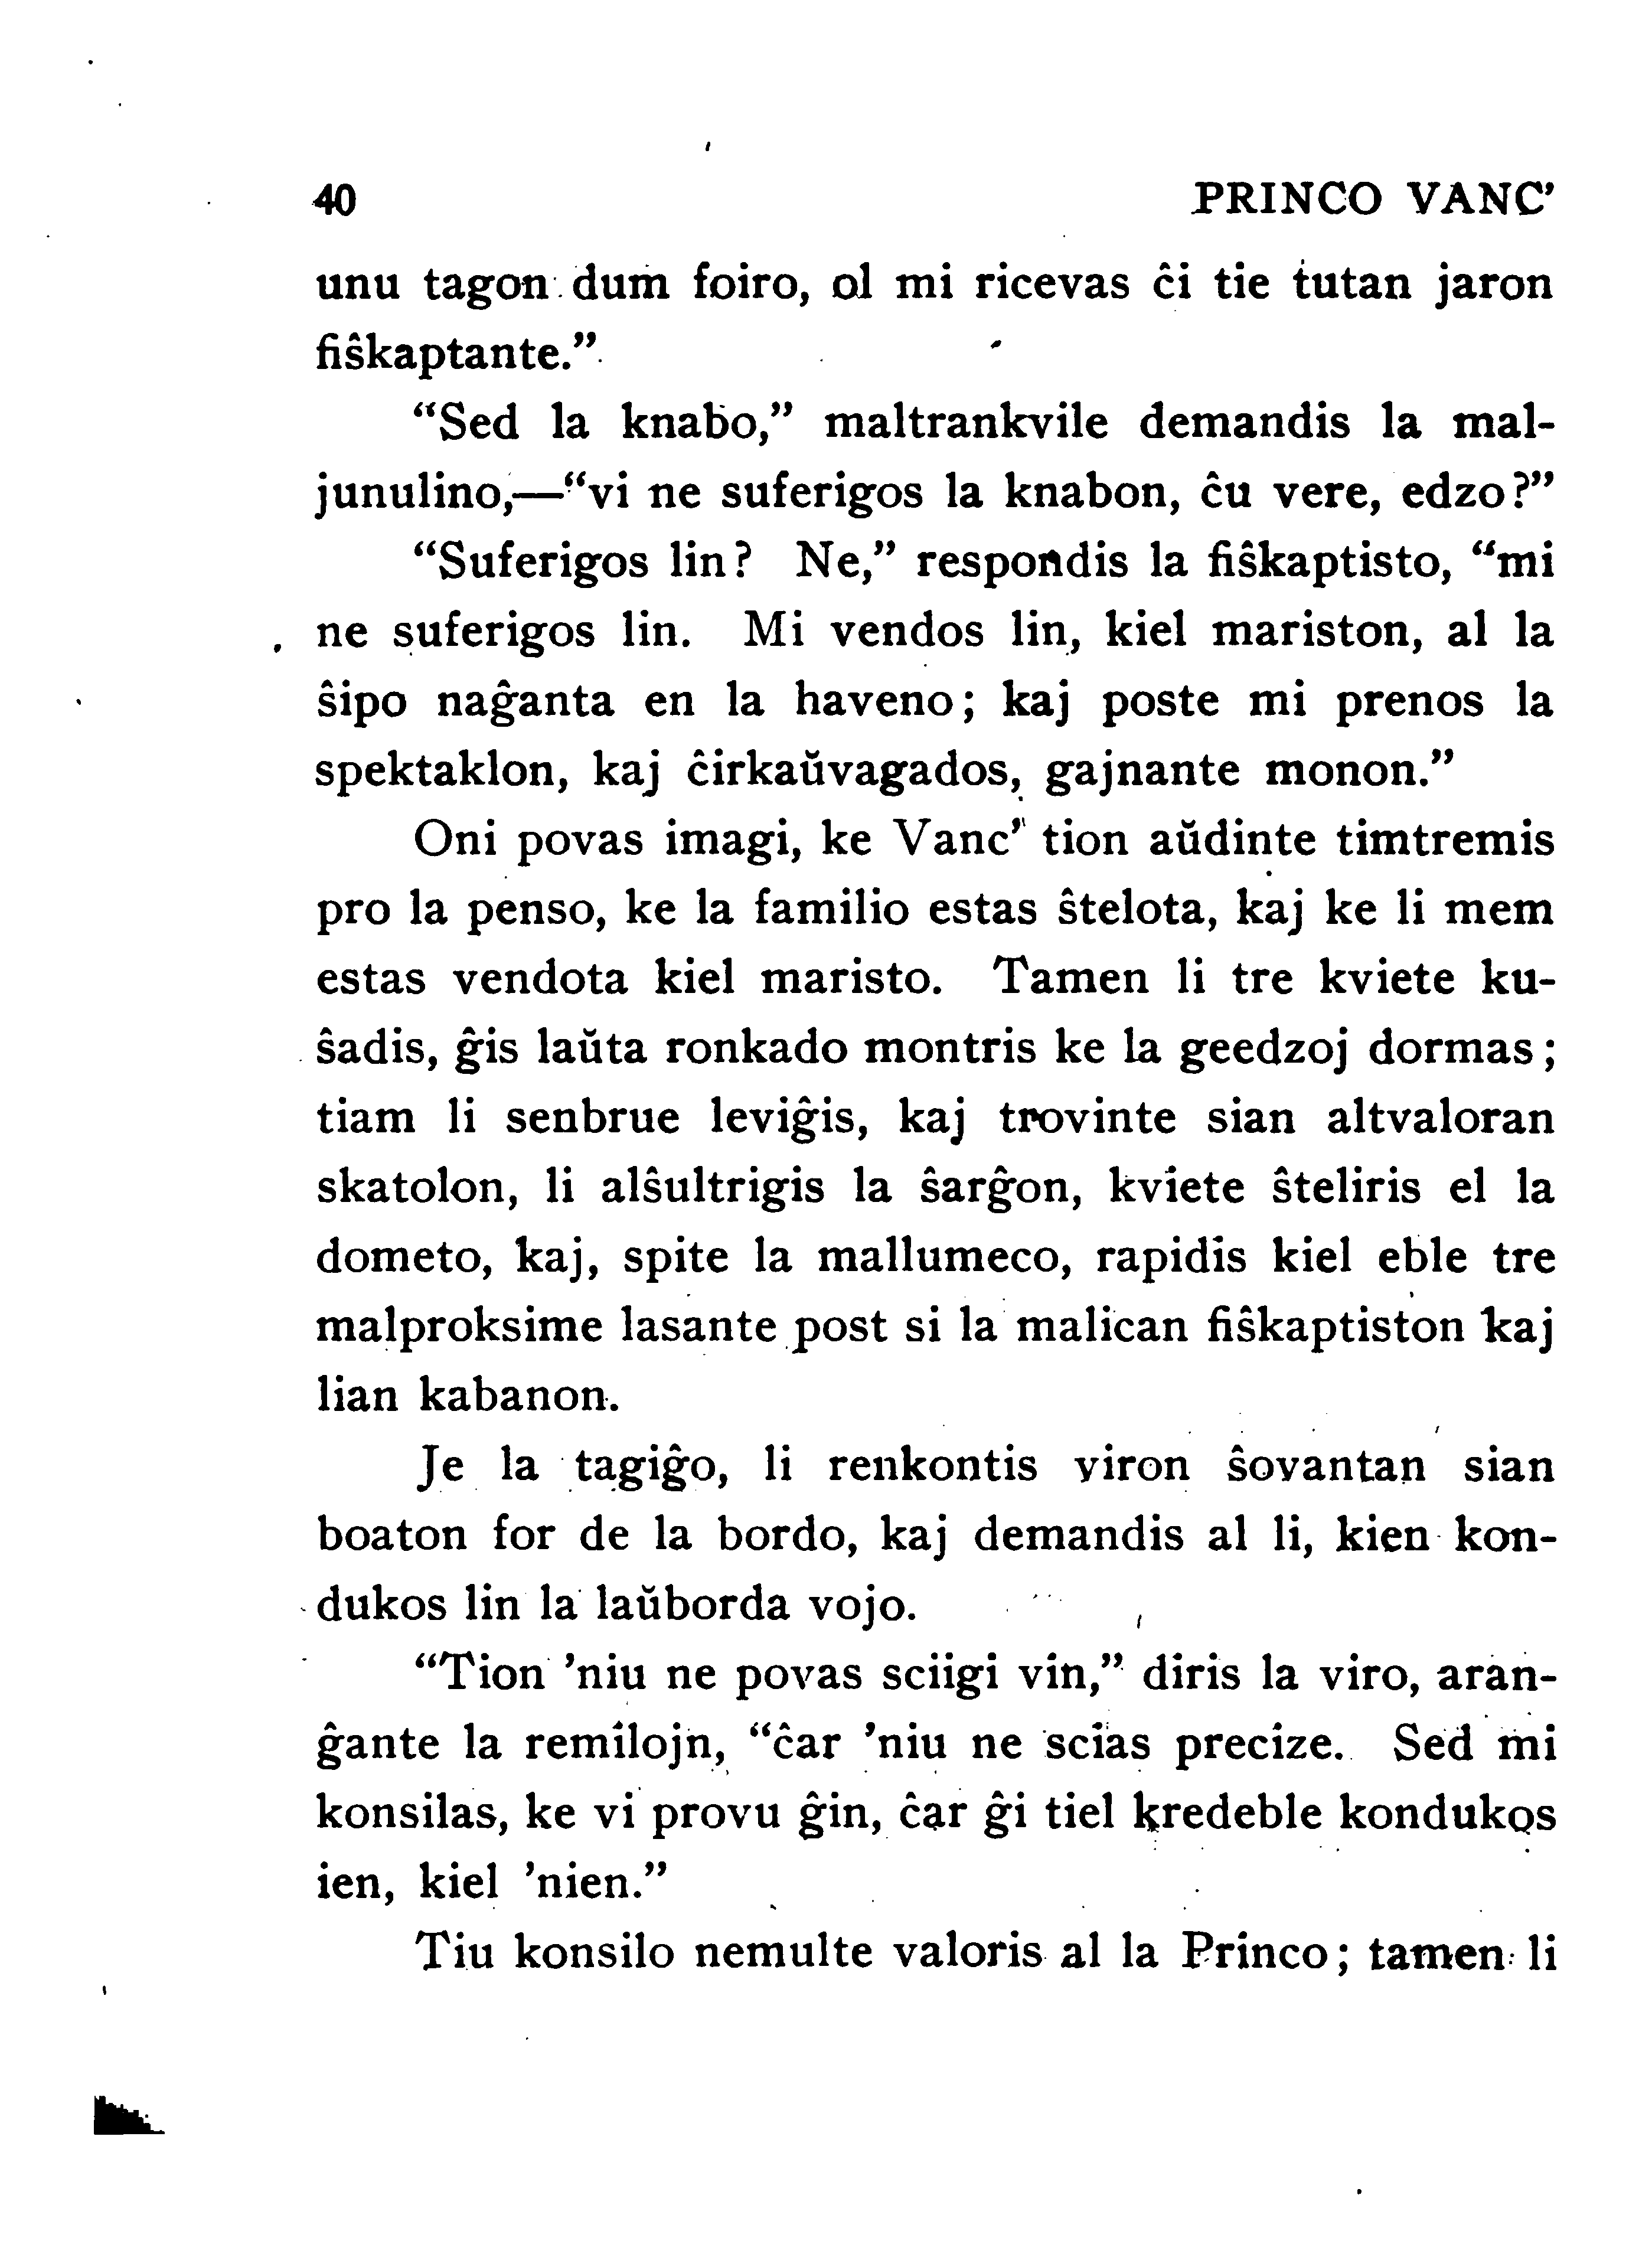 40 PRINCO VANC’
unu tagon dum foiro, ol mi ricevas ĉi tie tutan jaron
fiŝkaptante.”
“Sed la knabo,” maltrankvile demandis la mal-
junulino,—“vi ne suferigos la knabon, ĉu vere, edzo?”
“Suferigos lin? Ne,” respondis la fiŝkaptisto, “mi
ne suferigos lin. Mi vendos lin, kiel mariston, al la
ŝipo naĝanta en la haveno; kaj poste mi prenos la
spektaklon, kaj ĉirkaŭvagados, gajnante monon.”
Oni povas imagi, ke Vanc’ tion aŭdinte timtremis
pro la penso, ke la familio estas ŝtelota, kaj ke li mem
estas vendota kiel maristo. Tamen li tre kviete ku-
ŝadis, ĝis laŭta ronkado montris ke la geedzoj dormas;
tiam li senbrue leviĝis, kaj trovinte sian altvaloran
skatolon, li alŝultrigis la ŝarĝon, kviete ŝteliris el la
dometo, kaj, spite la mallumeco, rapidis kiel eble tre
malproksime lasante post si la malican fiŝkaptiston kaj
lian kabanon.
Je la tagiĝo, li renkontis viron ŝovantan sian
boaton for de la bordo, kaj demandis al li, kien kon-
dukos lin la laŭborda vojo.
“Tion ’niu ne povas sciigi vin,” diris la viro, aran-
ĝante la remilojn, “ĉar ’niu ne scias precize. Sed mi
konsilas, ke vi provu ĝin, ĉar ĝi tiel kredeble kondukos
ien, kiel ’nien.”
Tiu konsilo nemulte valoris al la Princo; tamen li